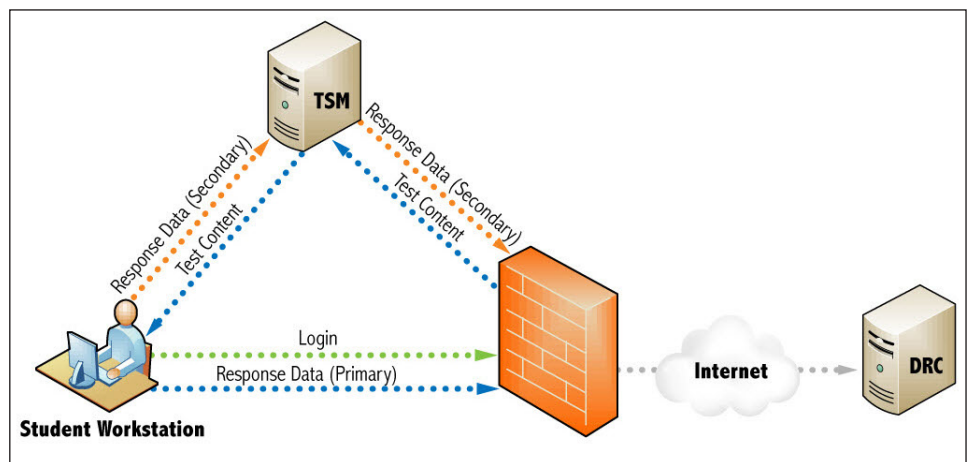 TSM
Response Data (Secondary)
Test Content
Response Data (Secondary)
Test Content
Login
Response Data (Primary)
Student Workstation
Internet
DRC